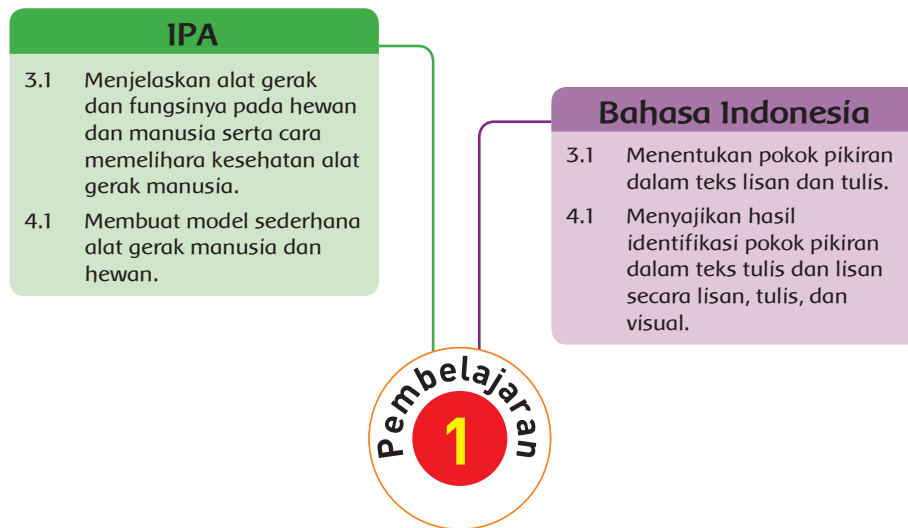 IPA
3.1 Menjelaskan alat gerak
dan fungsinya pada hewan
dan manusia serta cara
memelihara kesehatan alat
gerak manusia.
4.1 Membuat model sederhana
alat gerak manusia dan
hewan.
Bahasa Indonesia
3.1 Menentukan pokok pikiran
dalam teks lisan dan tulis.
4.1 Menyajikan hasil
identifikasi pokok pikiran
dalam teks tulis dan lisan
secara lisan, tulis, dan
visual.
Pembelajaran
1